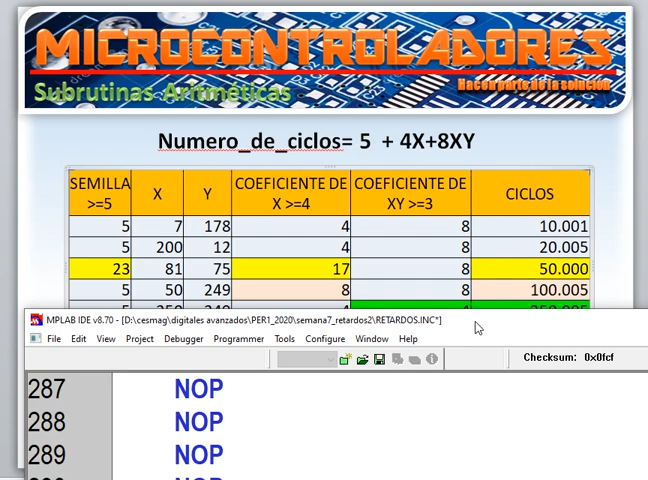 MICROCONTROLADORES
Hacen parte de la solución
Subrutinas Aritméticas
Numero_de_ciclos= 5 + 4X+8XY
SEMILLA >=5 X Y COEFICIENTE DE X >=4 COEFICIENTE DE XY >=3 CICLOS
5 7 178 4 8 10.001
5 200 12 4 8 20.005
23 81 75 17 8 50.000
5 50 249 8 8 100.005
MPLAB IDE v8.70 - [D:\cesmag\digitales avanzados\PER1_2020\semana7_retardos2\RETARDOS.INC*]
File Edit View Project Debugger Programmer Tools Configure Window Help
Checksum: 0x0fcf
287 NOP
288 NOP
289 NOP